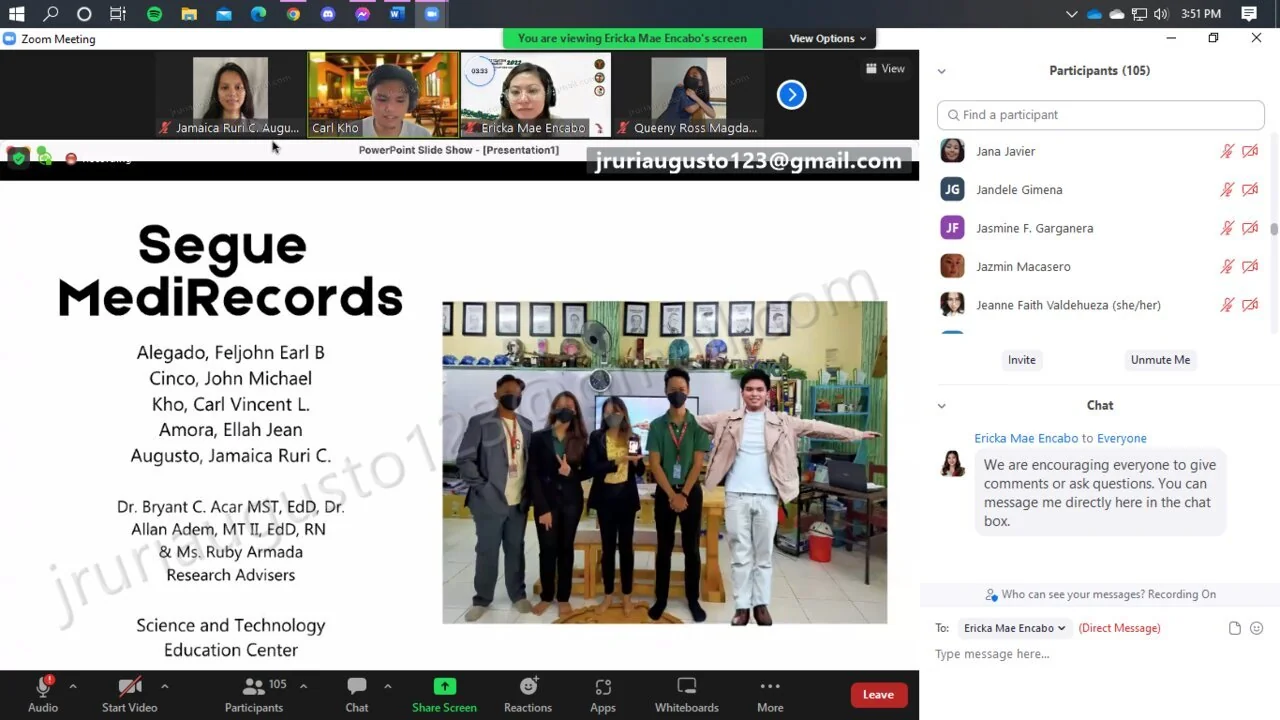 3:51 PM
Zoom Meeting
You are viewing Ericka Mae Encabo's screen
View Options
Jamaica Ruri C. Augu...
Carl Kho
03:33
2022
Ericka Mae Encabo
Queeny Ross Magda...
View
Recording
PowerPoint Slide Show - [Presentation1]
jruriaugusto123@gmail.com
Segue
MediRecords
Alegado, Feljohn Earl B
Cinco, John Michael
Kho, Carl Vincent L.
Amora, Ellah Jean
Augusto, Jamaica Ruri C.
Dr. Bryant C. Acar MST, EdD, Dr.
Allan Adem, MT II, EdD, RN
& Ms. Ruby Armada
Research Advisers
Science and Technology
Education Center
jruriaugusto123@gmail.com
Participants (105)
Find a participant
Jana Javier
JG
Jandele Gimena
JF
Jasmine F. Garganera
Jazmin Macasero
Jeanne Faith Valdehueza (she/her)
Invite
Unmute Me
Chat
Ericka Mae Encabo to Everyone
We are encouraging everyone to give
comments or ask questions. You can
message me directly here in the chat
box.
Who can see your messages? Recording On
To:
Ericka Mae Encabo
(Direct Message)
Type message here...
Audio
Start Video
Participants
105
Chat
Share Screen
Reactions
Apps
Whiteboards
More
Leave